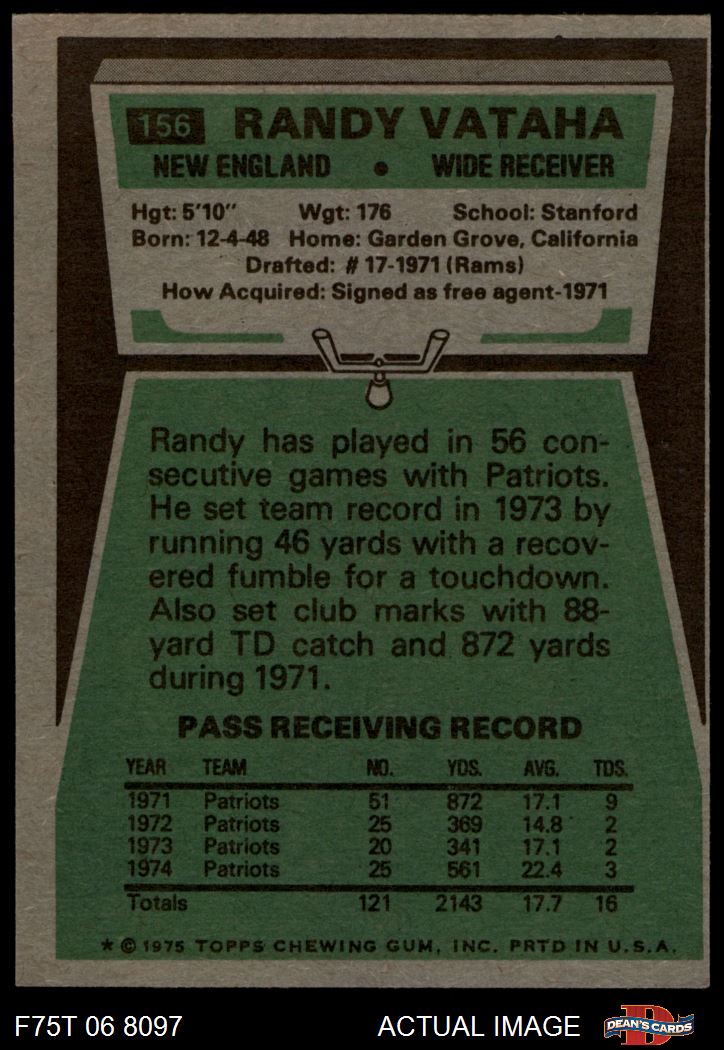 156 RANDY VATAHA
NEW ENGLAND • WIDE RECEIVER
Hgt: 5'10" Wgt: 176 School: Stanford
Born: 12-4-48 Home: Garden Grove, California
Drafted: # 17-1971 (Rams)
How Acquired: Signed as free agent-1971
Randy has played in 56 con-
secutive games with Patriots.
He set team record in 1973 by
running 46 yards with a recov-
ered fumble for a touchdown.
Also set club marks with 88-
yard TD catch and 872 yards
during 1971.
PASS RECEIVING RECORD
YEAR TEAM NO. YDS. AVG. TDS.
1971 Patriots 51 872 17.1 9
1972 Patriots 25 369 14.8 2
1973 Patriots 20 341 17.1 2
1974 Patriots 25 561 22.4 3
Totals 121 2143 17.7 16
* © 1975 TOPPS CHEWING GUM, INC. PRTD IN U.S.A.
F75T 06 8097 ACTUAL IMAGE D DEAN'S CARDS